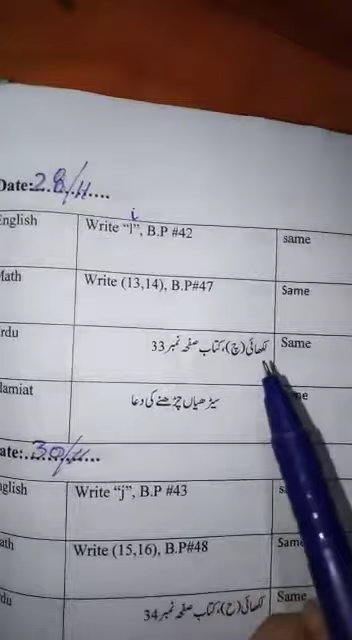 Date:28/11....
English Write "l", B.P #42 same
i
Math Write (13,14), B.P#47 Same
Urdu لکھائی (چ)، کتاب صفحہ نمبر 33 Same
lamiat سیڑھیاں چڑھنے کی دعا me
ate:.30/11...
nglish Write "j", B.P #43 s
ath Write (15,16), B.P#48 Same
du لکھائی (ح)، کتاب صفحہ نمبر 34 Same